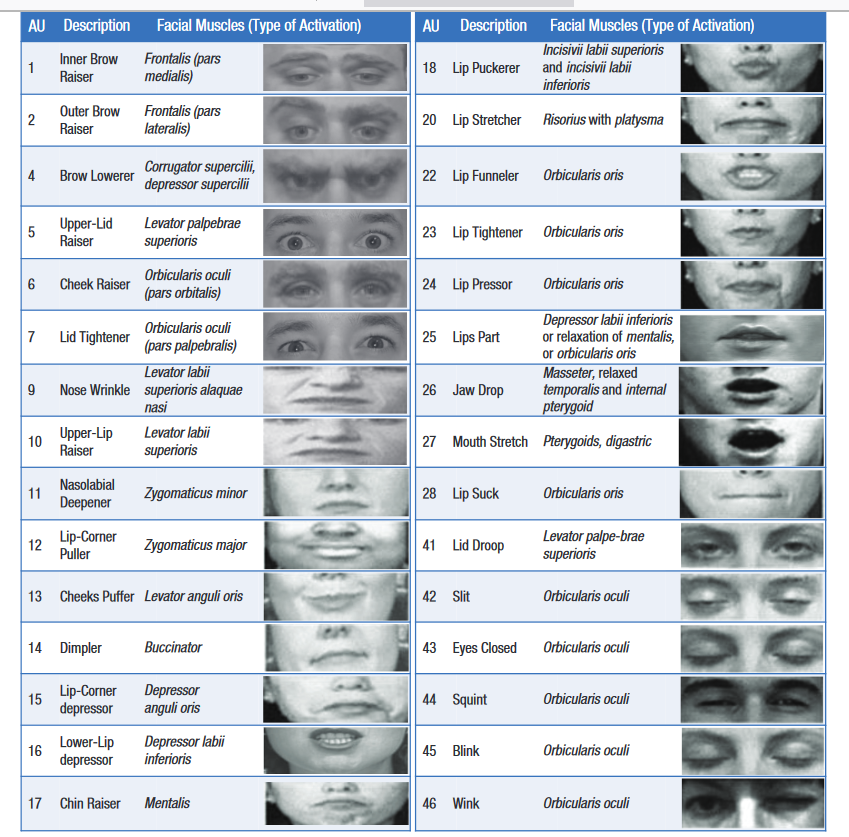 AU Description Facial Muscles (Type of Activation)
1 Inner Brow Raiser Frontalis (pars medialis)
2 Outer Brow Raiser Frontalis (pars lateralis)
4 Brow Lowerer Corrugator supercilii, depressor supercilii
5 Upper-Lid Raiser Levator palpebrae superioris
6 Cheek Raiser Orbicularis oculi (pars orbitalis)
7 Lid Tightener Orbicularis oculi (pars palpebralis)
9 Nose Wrinkle Levator labii superioris alaquae nasi
10 Upper-Lip Raiser Levator labii superioris
11 Nasolabial Deepener Zygomaticus minor
12 Lip-Corner Puller Zygomaticus major
13 Cheeks Puffer Levator anguli oris
14 Dimpler Buccinator
15 Lip-Corner depressor Depressor anguli oris
16 Lower-Lip depressor Depressor labii inferioris
17 Chin Raiser Mentalis
AU Description Facial Muscles (Type of Activation)
18 Lip Puckerer Incisivii labii superioris and incisivii labii inferioris
20 Lip Stretcher Risorius with platysma
22 Lip Funneler Orbicularis oris
23 Lip Tightener Orbicularis oris
24 Lip Pressor Orbicularis oris
25 Lips Part Depressor labii inferioris or relaxation of mentalis, or orbicularis oris
26 Jaw Drop Masseter, relaxed temporalis and internal pterygoid
27 Mouth Stretch Pterygoids, digastric
28 Lip Suck Orbicularis oris
41 Lid Droop Levator palpe-brae superioris
42 Slit Orbicularis oculi
43 Eyes Closed Orbicularis oculi
44 Squint Orbicularis oculi
45 Blink Orbicularis oculi
46 Wink Orbicularis oculi